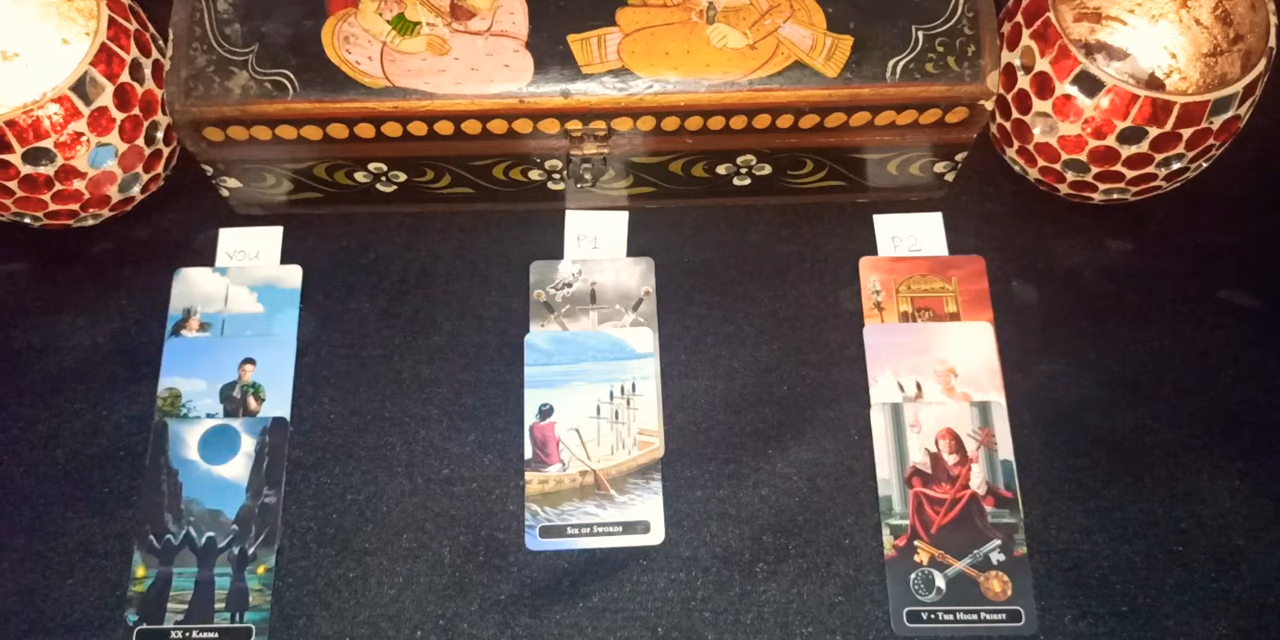 YOU
P1
P2
SIX OF SWORDS
V • THE HIGH PRIEST
XX • KARMA